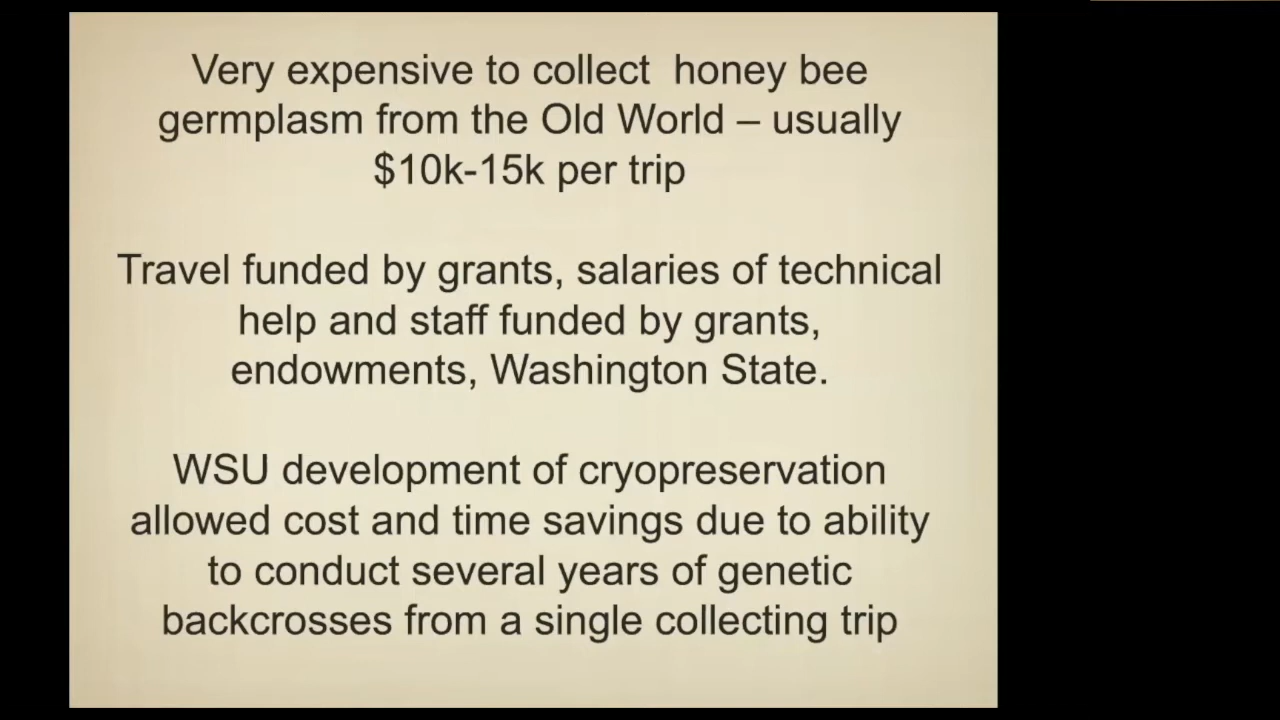 Very expensive to collect  honey bee
germplasm from the Old World – usually
$10k-15k per trip
Travel funded by grants, salaries of technical
help and staff funded by grants,
endowments, Washington State.
WSU development of cryopreservation
allowed cost and time savings due to ability
to conduct several years of genetic
backcrosses from a single collecting trip